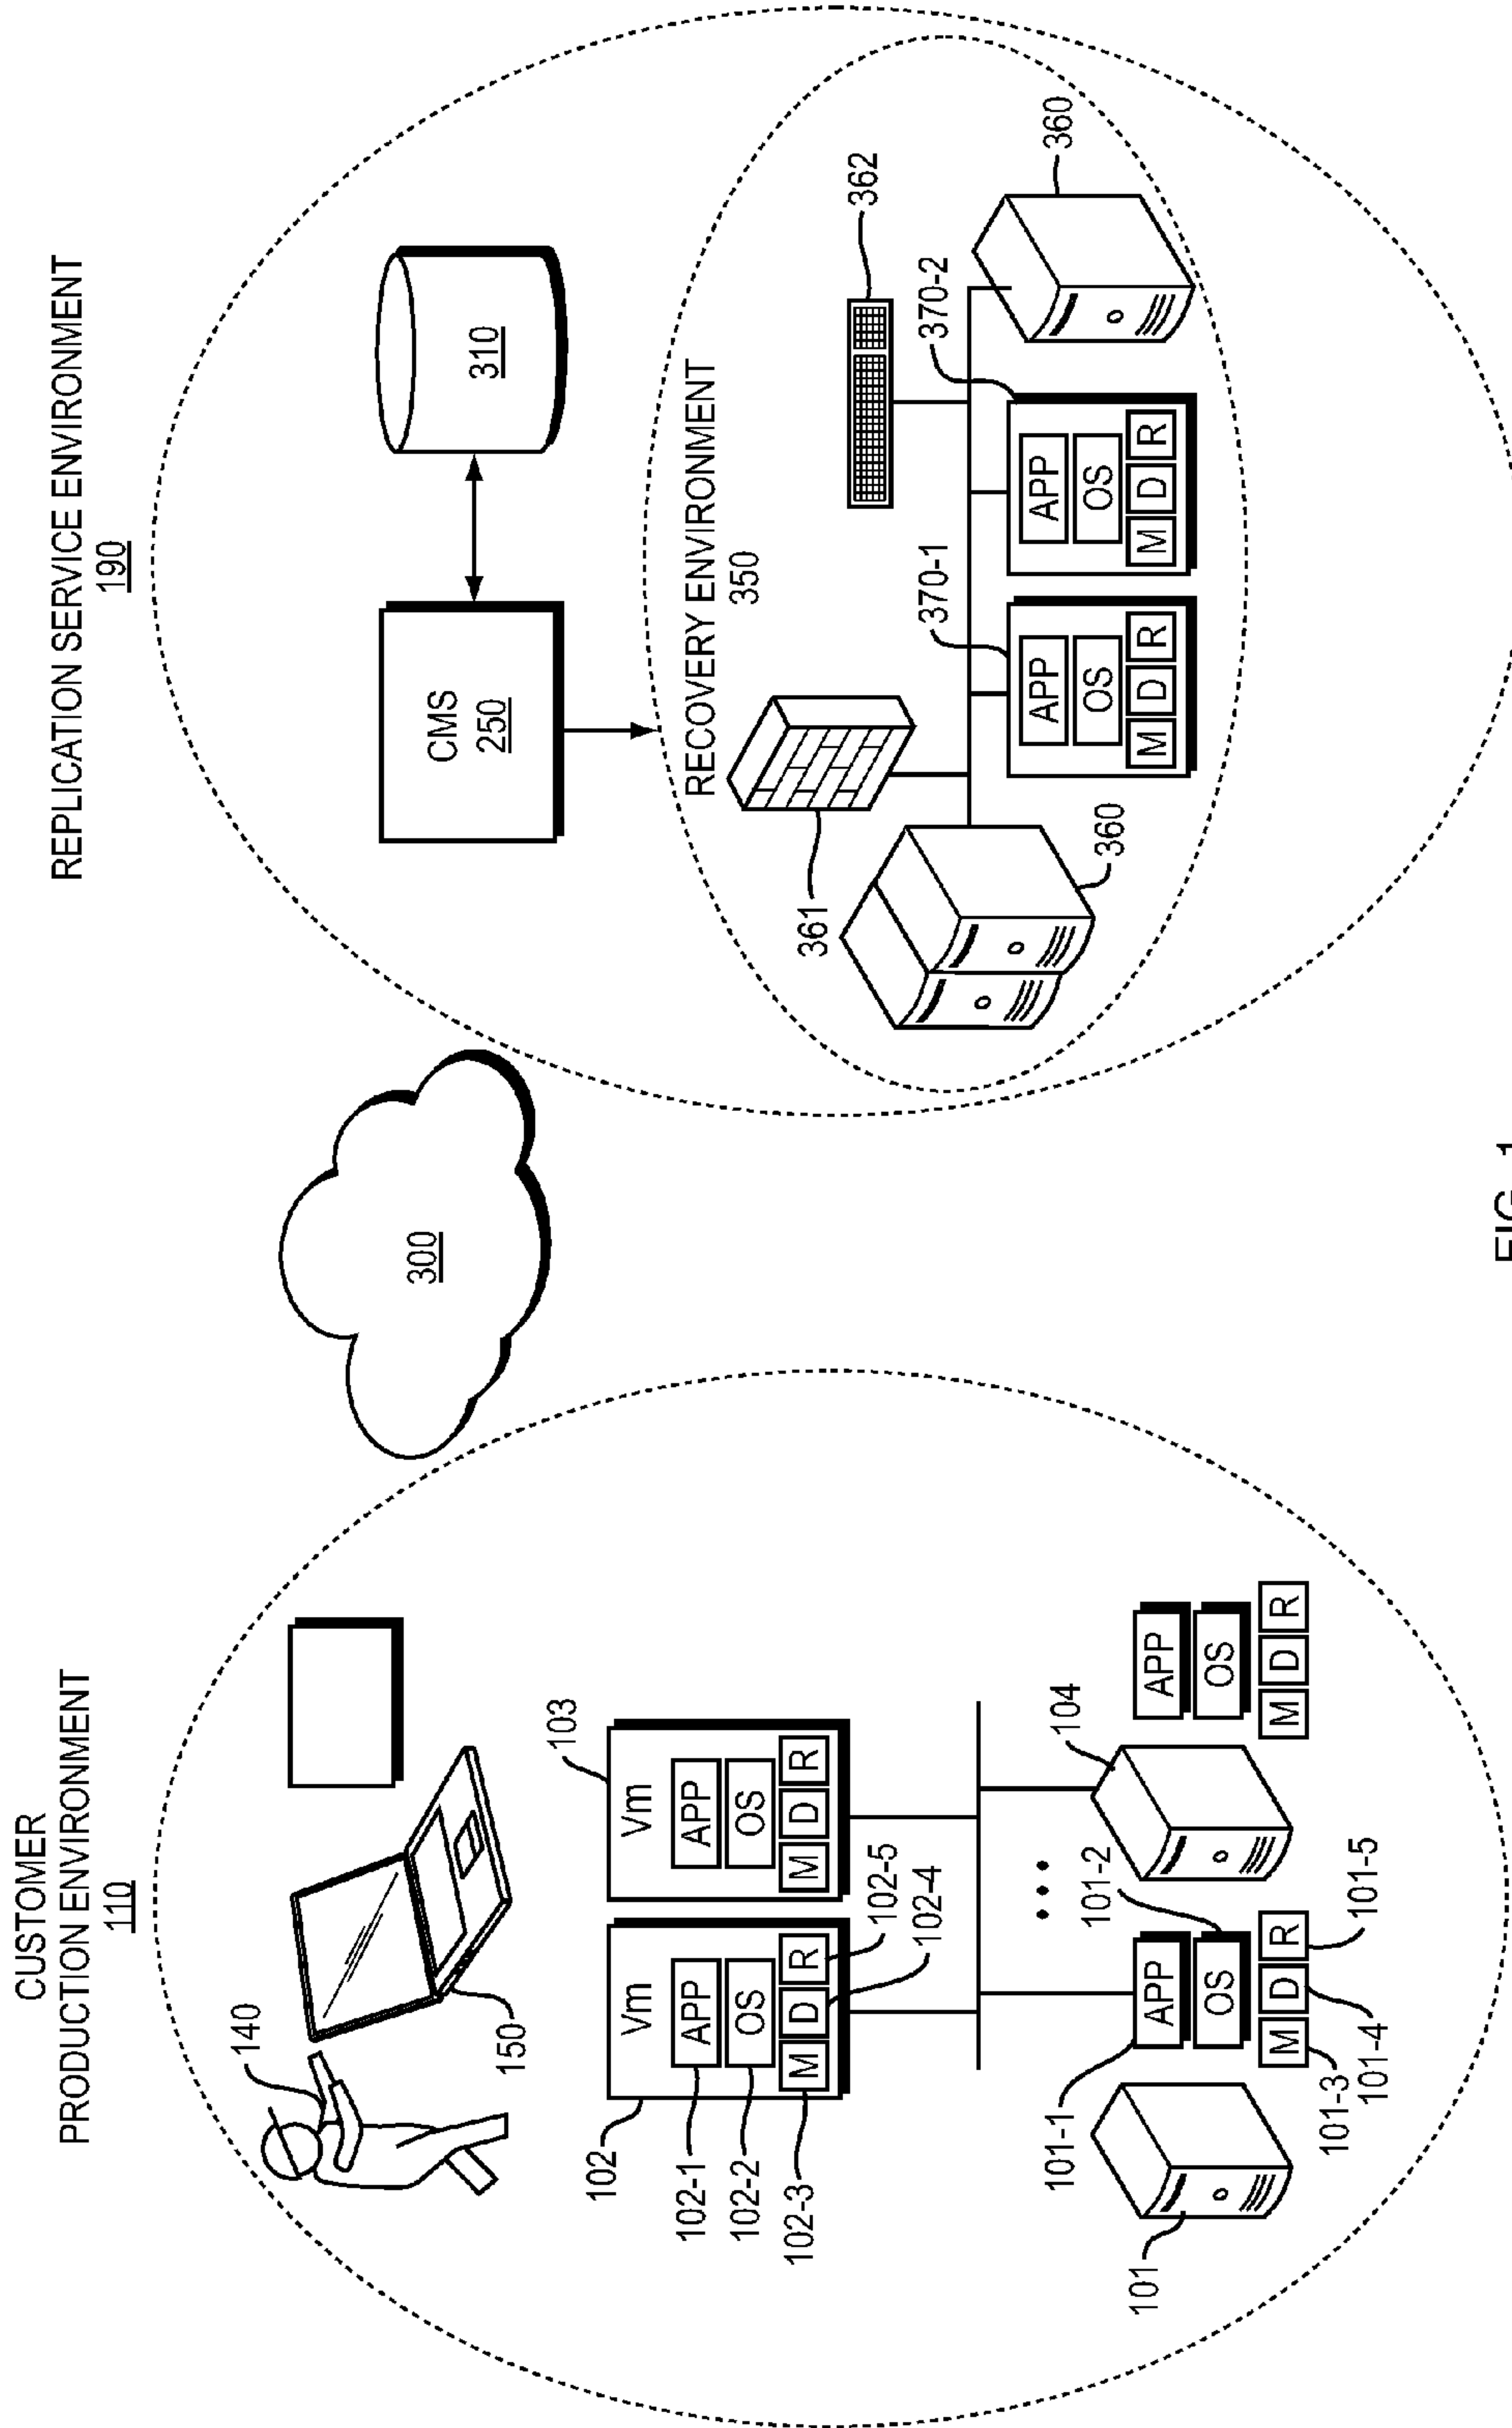 CUSTOMER
PRODUCTION ENVIRONMENT
110
140
150
102
Vm
APP
OS
M D R
102-1
102-2
102-3
102-4
102-5
103
Vm
APP
OS
M D R
101
101-1
APP
OS
M D R
101-2
101-3
101-4
101-5
104
APP
OS
M D R
300
REPLICATION SERVICE ENVIRONMENT
190
CMS
250
310
RECOVERY ENVIRONMENT
350
361
362
360
370-1
APP
OS
M D R
370-2
APP
OS
M D R
360
FIG. 1